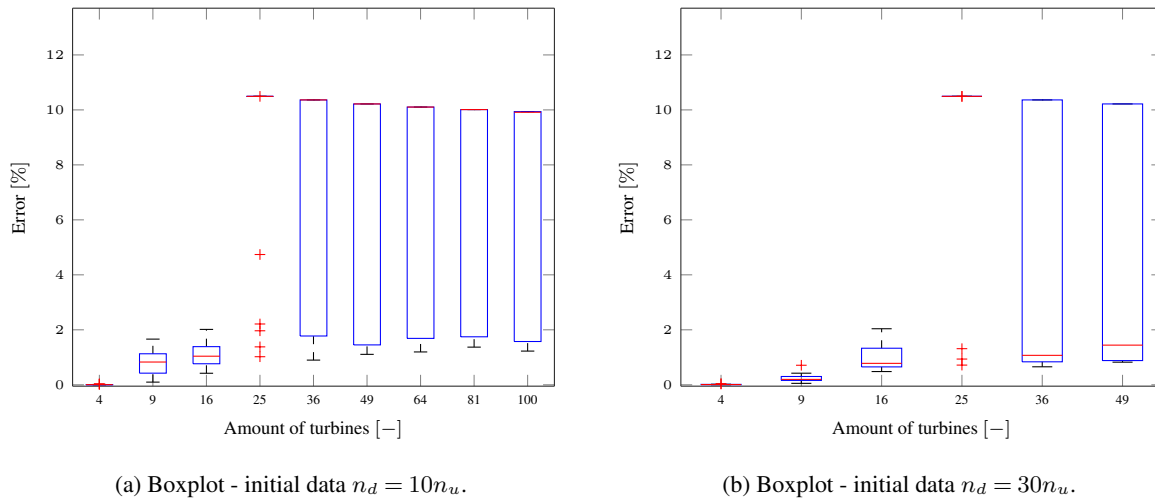 12
10
8
6
4
2
0
Error [%]
4 9 16 25 36 49 64 81 100
Amount of turbines [−]
(a) Boxplot - initial data n_d = 10n_u.
12
10
8
6
4
2
0
Error [%]
4 9 16 25 36 49
Amount of turbines [−]
(b) Boxplot - initial data n_d = 30n_u.